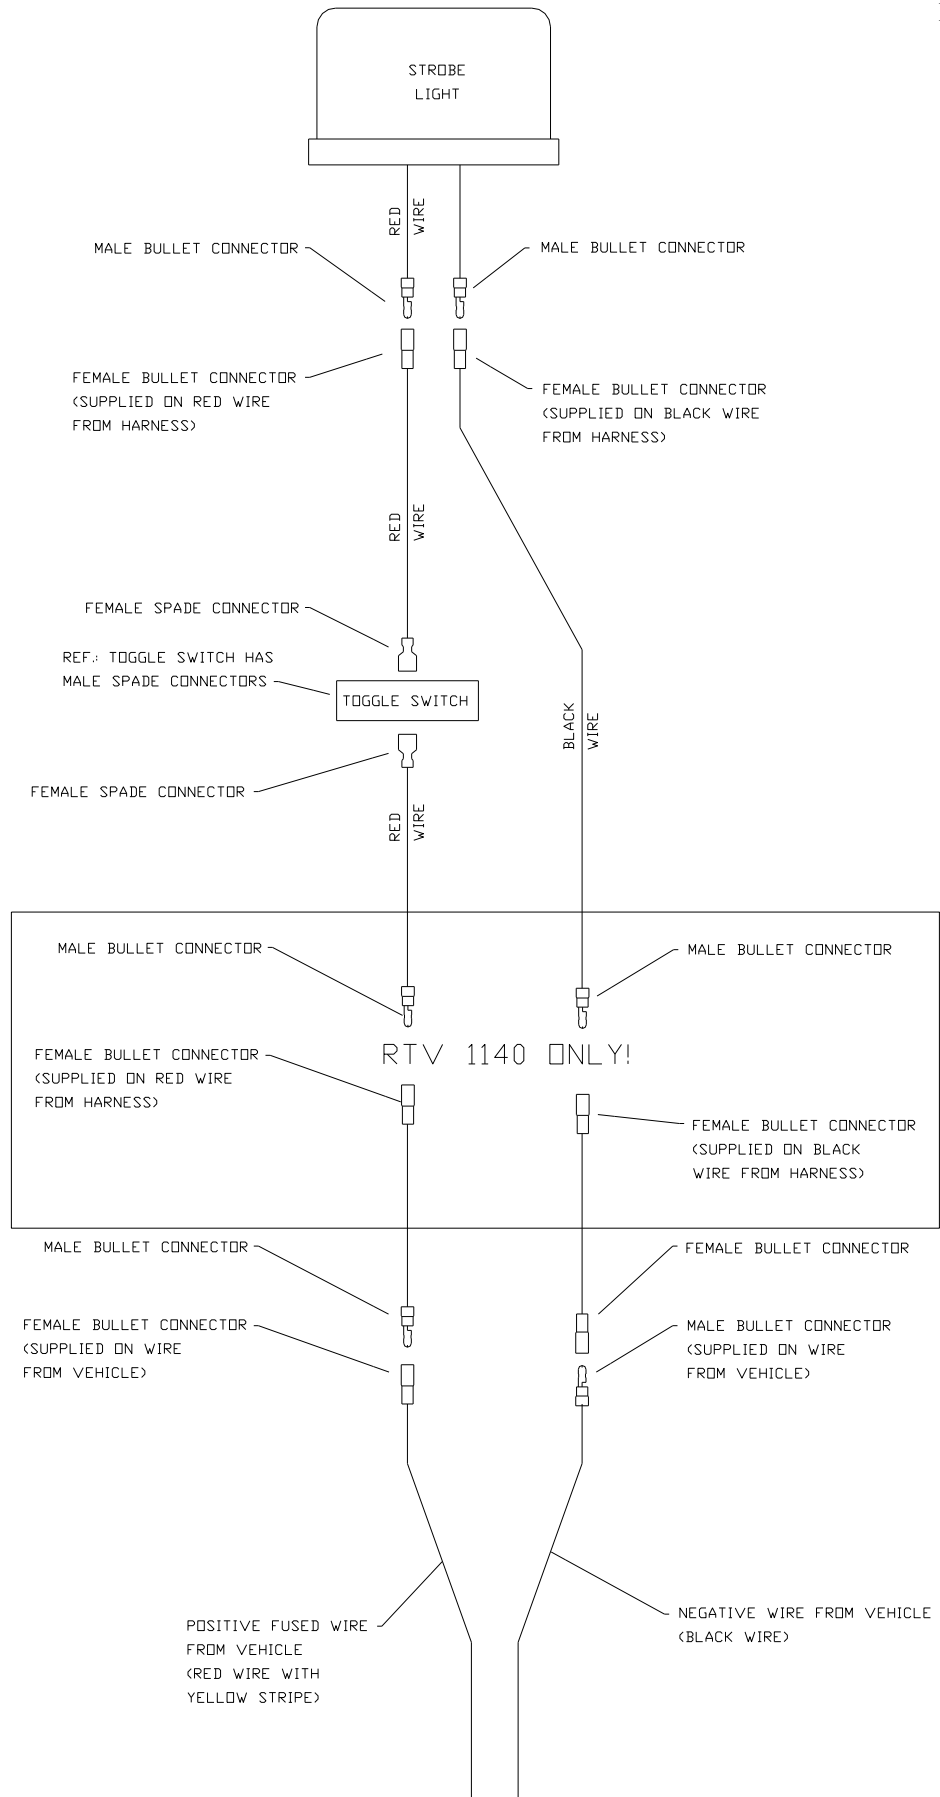 STROBE
LIGHT
RED
WIRE
MALE BULLET CONNECTOR
MALE BULLET CONNECTOR
FEMALE BULLET CONNECTOR
(SUPPLIED ON RED WIRE
FROM HARNESS)
FEMALE BULLET CONNECTOR
(SUPPLIED ON BLACK WIRE
FROM HARNESS)
RED
WIRE
FEMALE SPADE CONNECTOR
REF.: TOGGLE SWITCH HAS
MALE SPADE CONNECTORS
TOGGLE SWITCH
BLACK
WIRE
FEMALE SPADE CONNECTOR
RED
WIRE
MALE BULLET CONNECTOR
MALE BULLET CONNECTOR
RTV 1140 ONLY!
FEMALE BULLET CONNECTOR
(SUPPLIED ON RED WIRE
FROM HARNESS)
FEMALE BULLET CONNECTOR
(SUPPLIED ON BLACK
WIRE FROM HARNESS)
MALE BULLET CONNECTOR
FEMALE BULLET CONNECTOR
FEMALE BULLET CONNECTOR
(SUPPLIED ON WIRE
FROM VEHICLE)
MALE BULLET CONNECTOR
(SUPPLIED ON WIRE
FROM VEHICLE)
POSITIVE FUSED WIRE
FROM VEHICLE
(RED WIRE WITH
YELLOW STRIPE)
NEGATIVE WIRE FROM VEHICLE
(BLACK WIRE)